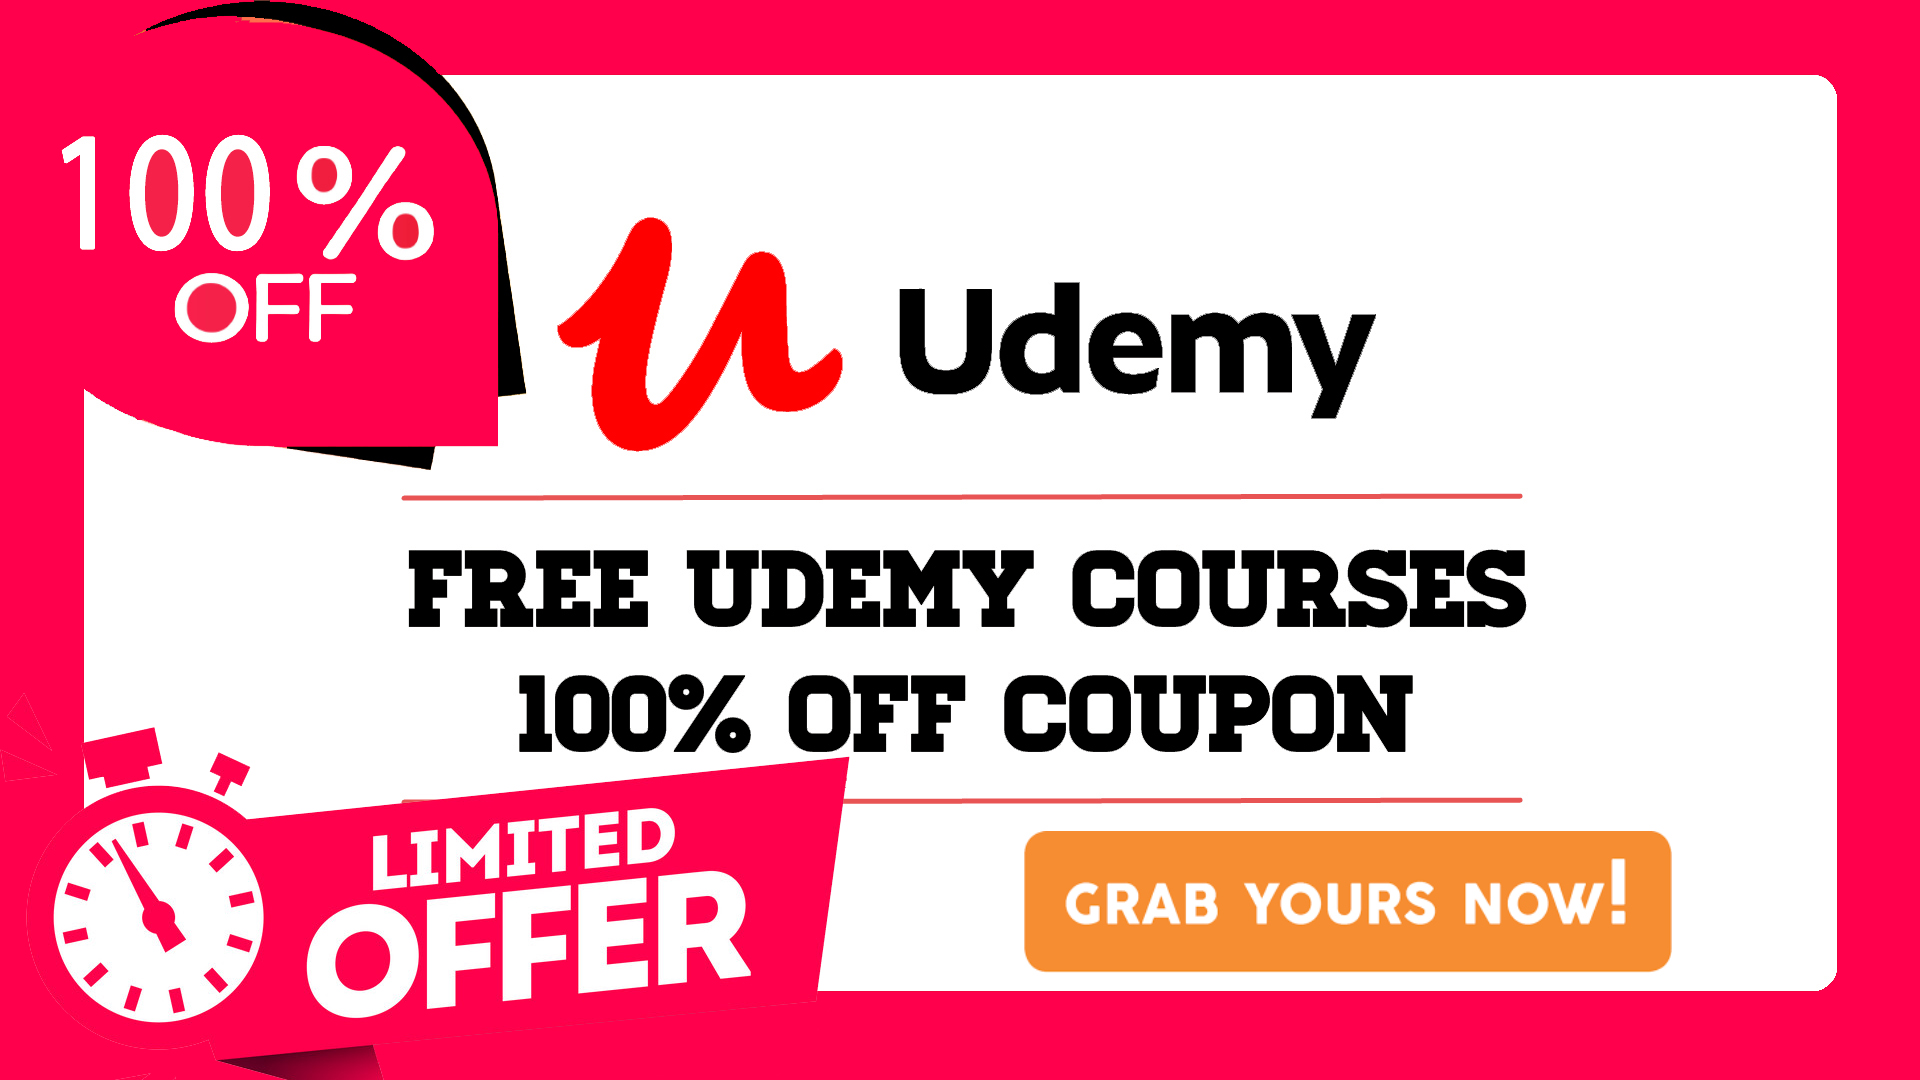 100%
OFF
Udemy
FREE UDEMY COURSES
100% OFF COUPON
LIMITED
OFFER
GRAB YOURS NOW!